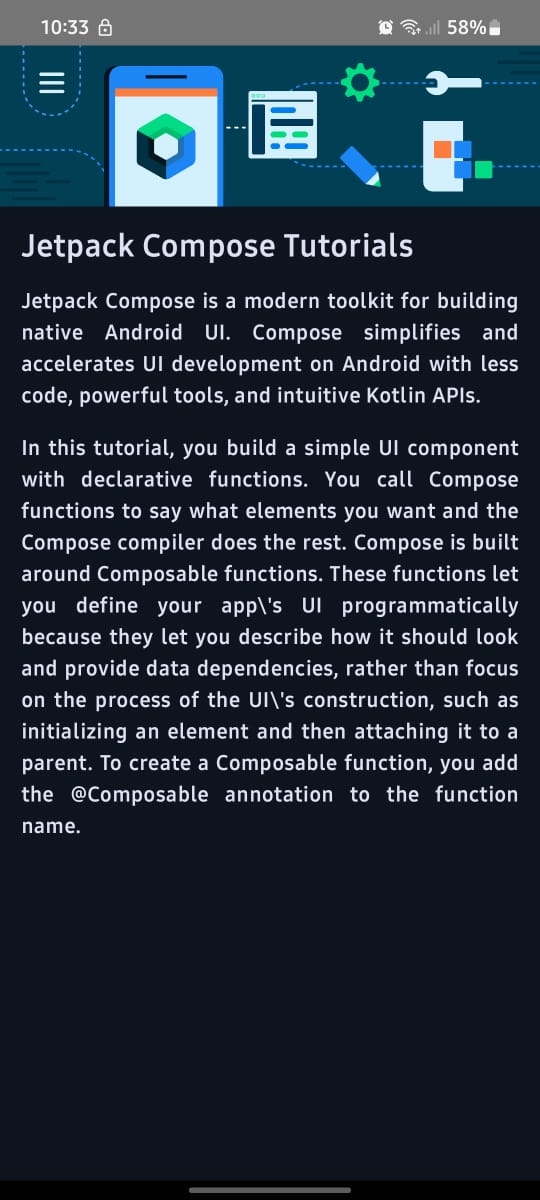 10:33
58%
Jetpack Compose Tutorials
Jetpack Compose is a modern toolkit for building
native Android UI. Compose simplifies and
accelerates UI development on Android with less
code, powerful tools, and intuitive Kotlin APIs.
In this tutorial, you build a simple UI component
with declarative functions. You call Compose
functions to say what elements you want and the
Compose compiler does the rest. Compose is built
around Composable functions. These functions let
you define your app\'s UI programmatically
because they let you describe how it should look
and provide data dependencies, rather than focus
on the process of the UI\'s construction, such as
initializing an element and then attaching it to a
parent. To create a Composable function, you add
the @Composable annotation to the function
name.